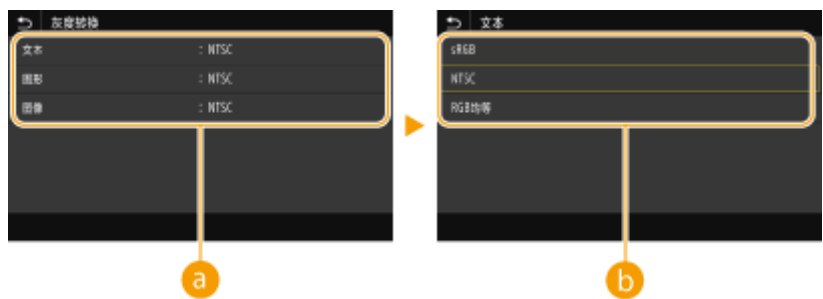 灰度转换
文本 : NTSC
图形 : NTSC
图像 : NTSC
a
文本
sRGB
NTSC
RGB均等
b